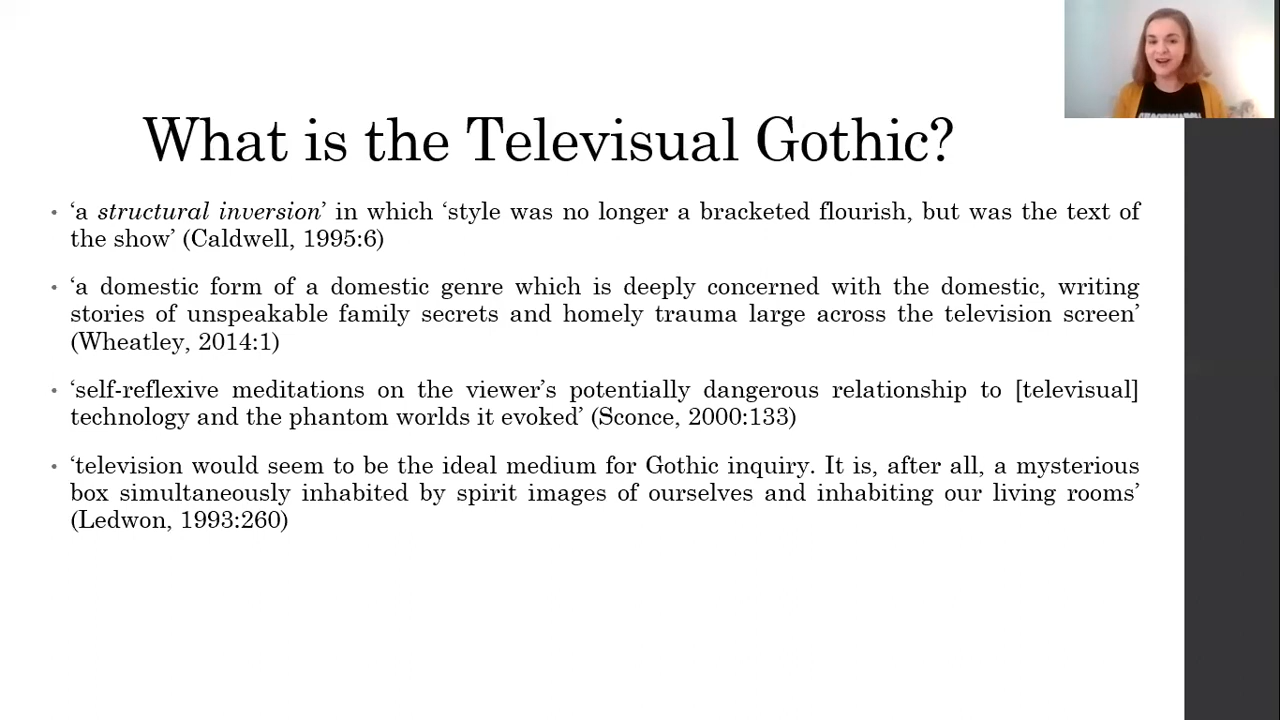 What is the Televisual Gothic?
• ‘a structural inversion’ in which ‘style was no longer a bracketed flourish, but was the text of
the show’ (Caldwell, 1995:6)
• ‘a domestic form of a domestic genre which is deeply concerned with the domestic, writing
stories of unspeakable family secrets and homely trauma large across the television screen’
(Wheatley, 2014:1)
• ‘self-reflexive meditations on the viewer’s potentially dangerous relationship to [televisual]
technology and the phantom worlds it evoked’ (Sconce, 2000:133)
• ‘television would seem to be the ideal medium for Gothic inquiry. It is, after all, a mysterious
box simultaneously inhabited by spirit images of ourselves and inhabiting our living rooms’
(Ledwon, 1993:260)